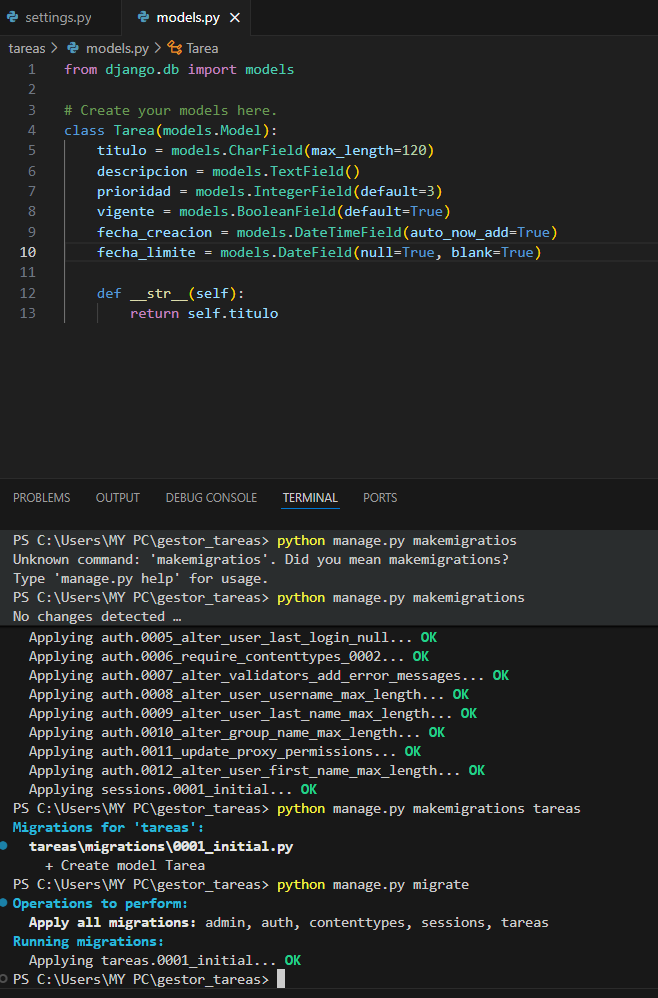 settings.py
models.py
tareas > models.py > Tarea
1 from django.db import models
2
3 # Create your models here.
4 class Tarea(models.Model):
5     titulo = models.CharField(max_length=120)
6     descripcion = models.TextField()
7     prioridad = models.IntegerField(default=3)
8     vigente = models.BooleanField(default=True)
9     fecha_creacion = models.DateTimeField(auto_now_add=True)
10     fecha_limite = models.DateField(null=True, blank=True)
11
12     def __str__(self):
13         return self.titulo
PROBLEMS OUTPUT DEBUG CONSOLE TERMINAL PORTS
PS C:\Users\MY PC\gestor_tareas> python manage.py makemigratios
Unknown command: 'makemigratios'. Did you mean makemigrations?
Type 'manage.py help' for usage.
PS C:\Users\MY PC\gestor_tareas> python manage.py makemigrations
No changes detected …
  Applying auth.0005_alter_user_last_login_null... OK
  Applying auth.0006_require_contenttypes_0002... OK
  Applying auth.0007_alter_validators_add_error_messages... OK
  Applying auth.0008_alter_user_username_max_length... OK
  Applying auth.0009_alter_user_last_name_max_length... OK
  Applying auth.0010_alter_group_name_max_length... OK
  Applying auth.0011_update_proxy_permissions... OK
  Applying auth.0012_alter_user_first_name_max_length... OK
  Applying sessions.0001_initial... OK
PS C:\Users\MY PC\gestor_tareas> python manage.py makemigrations tareas
Migrations for 'tareas':
  tareas\migrations\0001_initial.py
    + Create model Tarea
PS C:\Users\MY PC\gestor_tareas> python manage.py migrate
Operations to perform:
  Apply all migrations: admin, auth, contenttypes, sessions, tareas
Running migrations:
  Applying tareas.0001_initial... OK
PS C:\Users\MY PC\gestor_tareas>